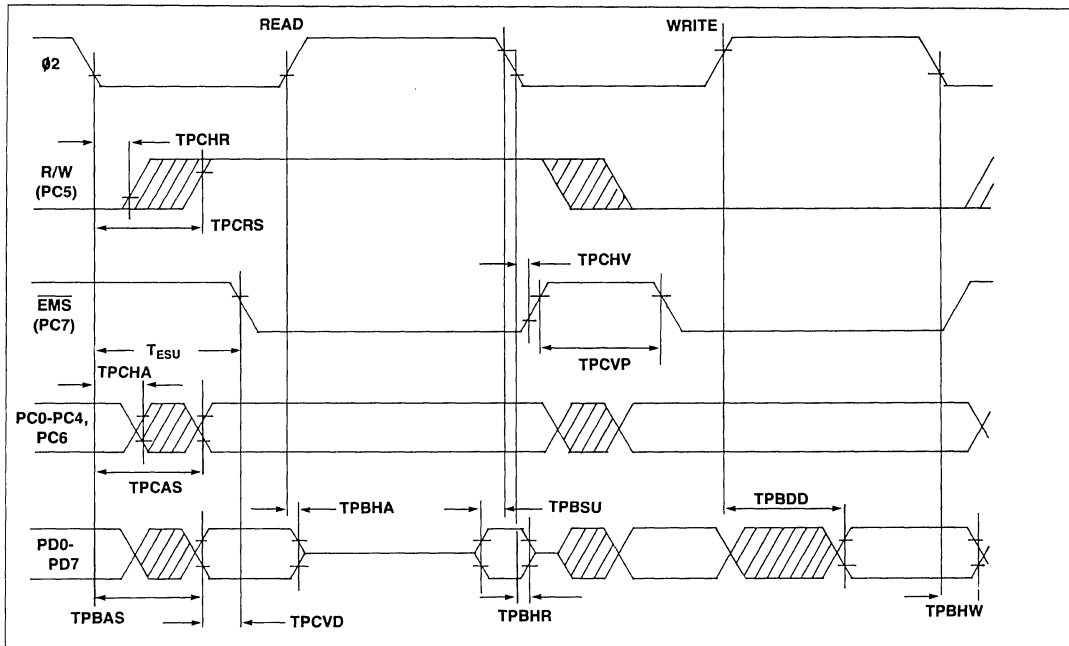 READ
WRITE
ø2
TPCHR
R/W
(PC5)
TPCRS
TPCHV
EMS
(PC7)
TESU
TPCVP
TPCHA
PC0-PC4,
PC6
TPCAS
TPBHA
TPBSU
TPBDD
PD0-
PD7
TPBAS
TPCVD
TPBHR
TPBHW